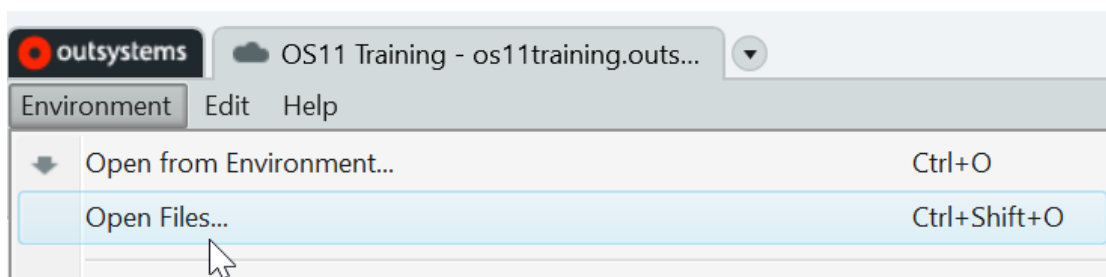 outsystems OS11 Training - os11training.outs...
Environment Edit Help
Open from Environment... Ctrl+O
Open Files... Ctrl+Shift+O